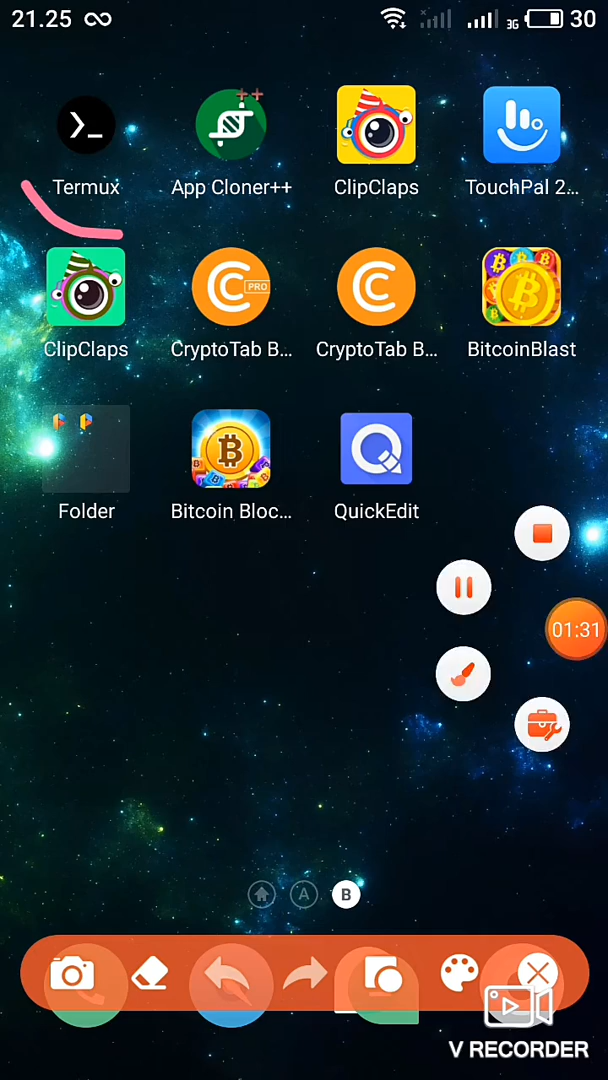 21.25
3G
30
Termux
App Cloner++
ClipClaps
TouchPal 2...
PRO
ClipClaps
CryptoTab B...
CryptoTab B...
BitcoinBlast
Folder
Bitcoin Bloc...
QuickEdit
01:31
A
B
V RECORDER